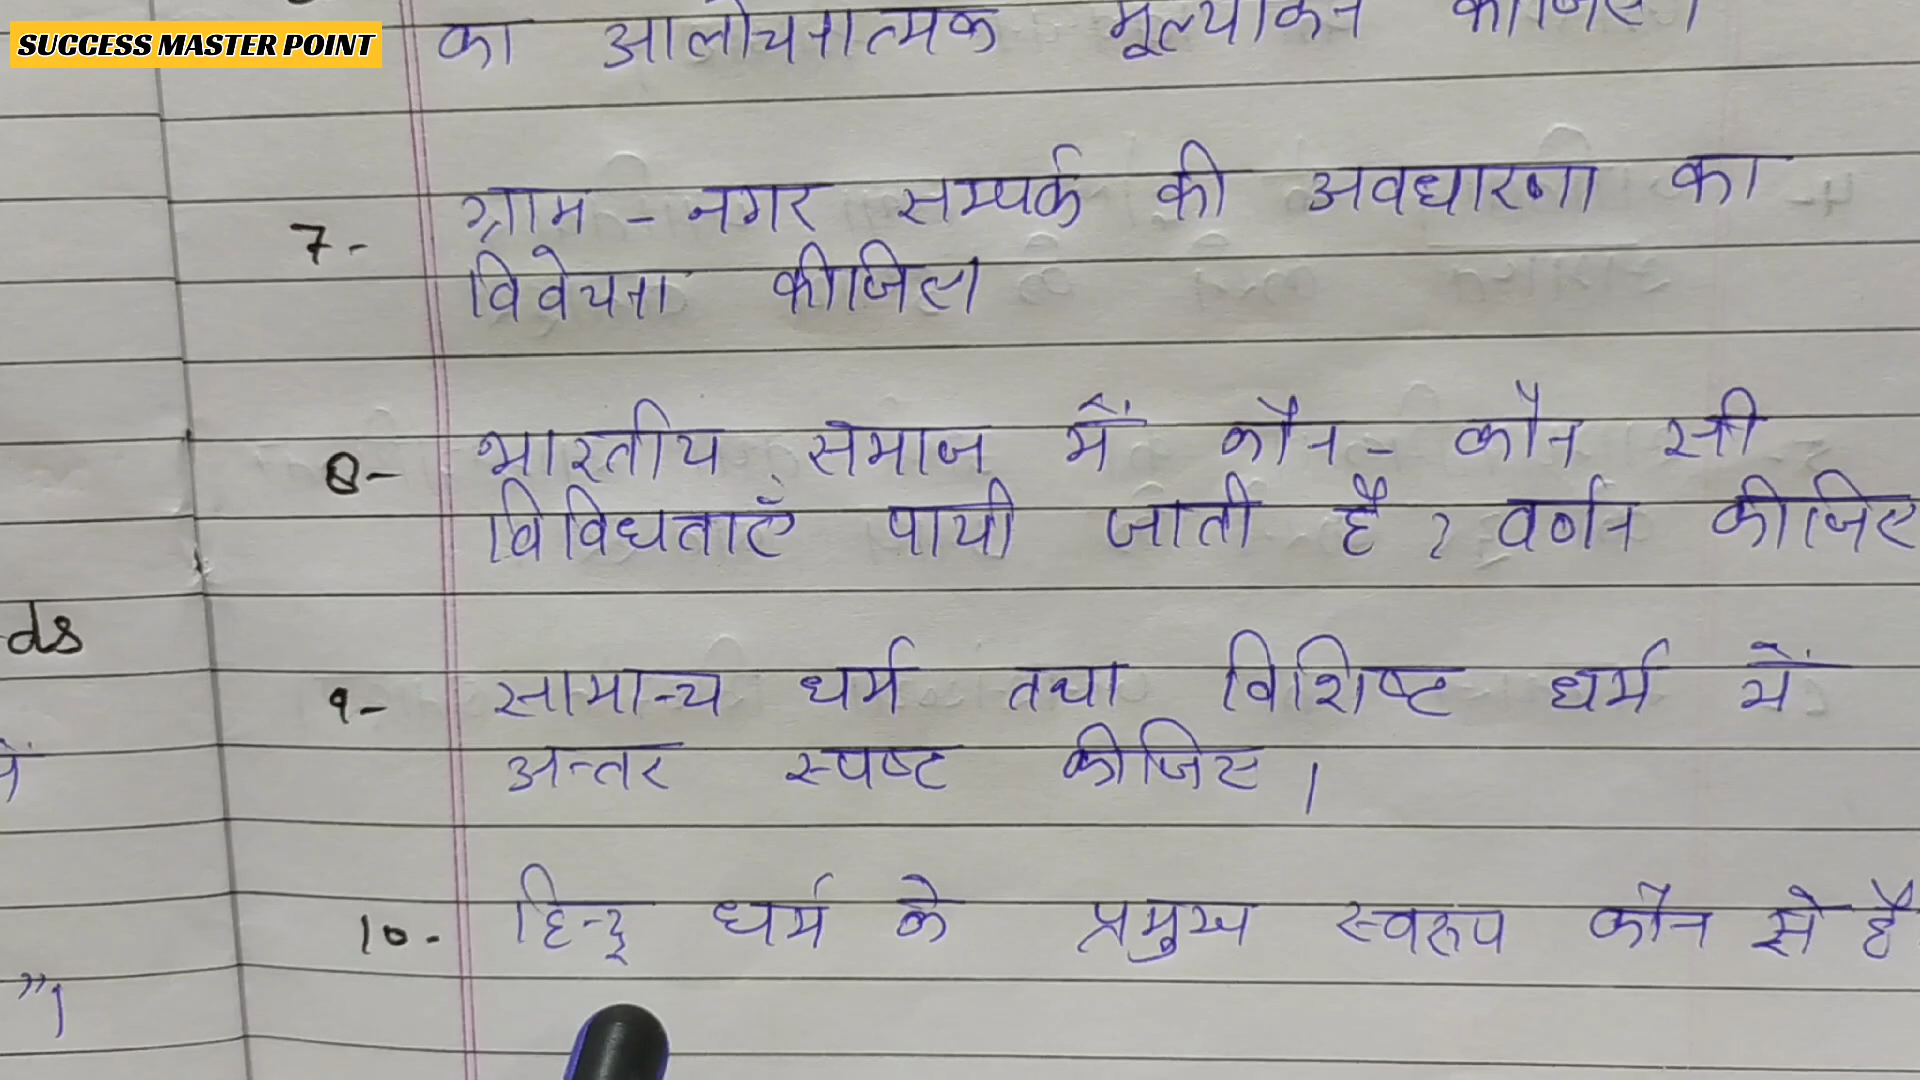 SUCCESS MASTER POINT
का आलोचनात्मक मूल्यांकन कीजिए।
7- ग्राम - नगर सम्पर्क की अवधारणा का
विवेचना कीजिए।
8- भारतीय समाज में कौन - कौन सी
विविधताएँ पायी जाती है? वर्णन कीजिए
ds
9- सामान्य धर्म तथा विशिष्ट धर्म में
अन्तर स्पष्ट कीजिए।
10- हिन्दू धर्म के प्रमुख स्वरूप कौन से है
"।